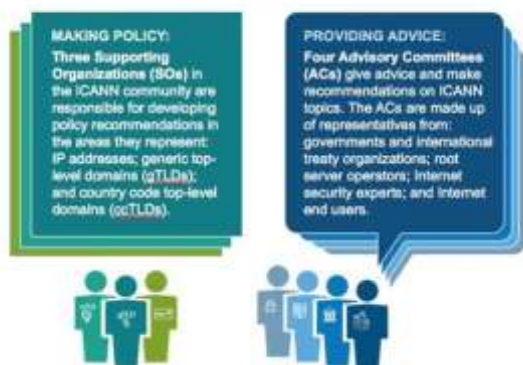 MAKING POLICY:
Three Supporting
Organizations (SOs) in
the ICANN community are
responsible for developing
policy recommendations in
the areas they represent:
IP addresses; generic top-
level domains (gTLDs);
and country code top-level
domains (ccTLDs).
PROVIDING ADVICE:
Four Advisory Committees
(ACs) give advice and make
recommendations on ICANN
topics. The ACs are made up
of representatives from:
governments and international
treaty organizations; root
server operators; Internet
security experts; and Internet
end users.